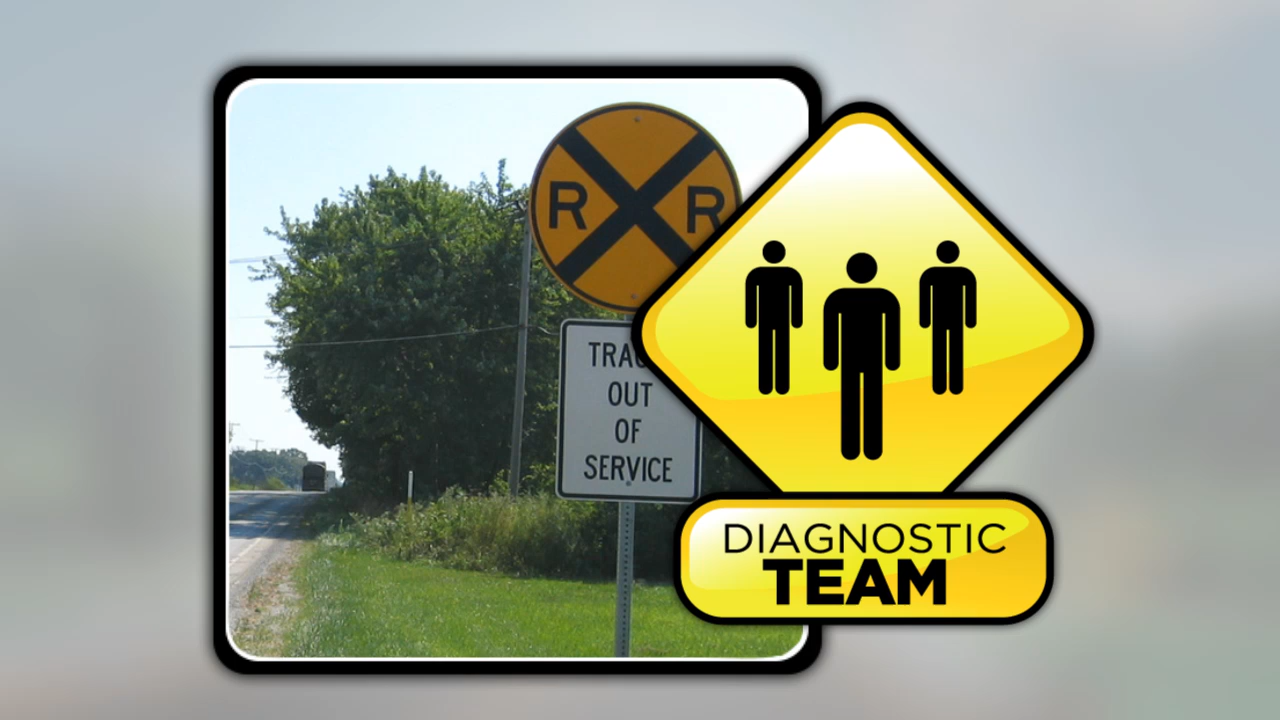 R R
OUT
OF
SERVICE
DIAGNOSTIC
TEAM